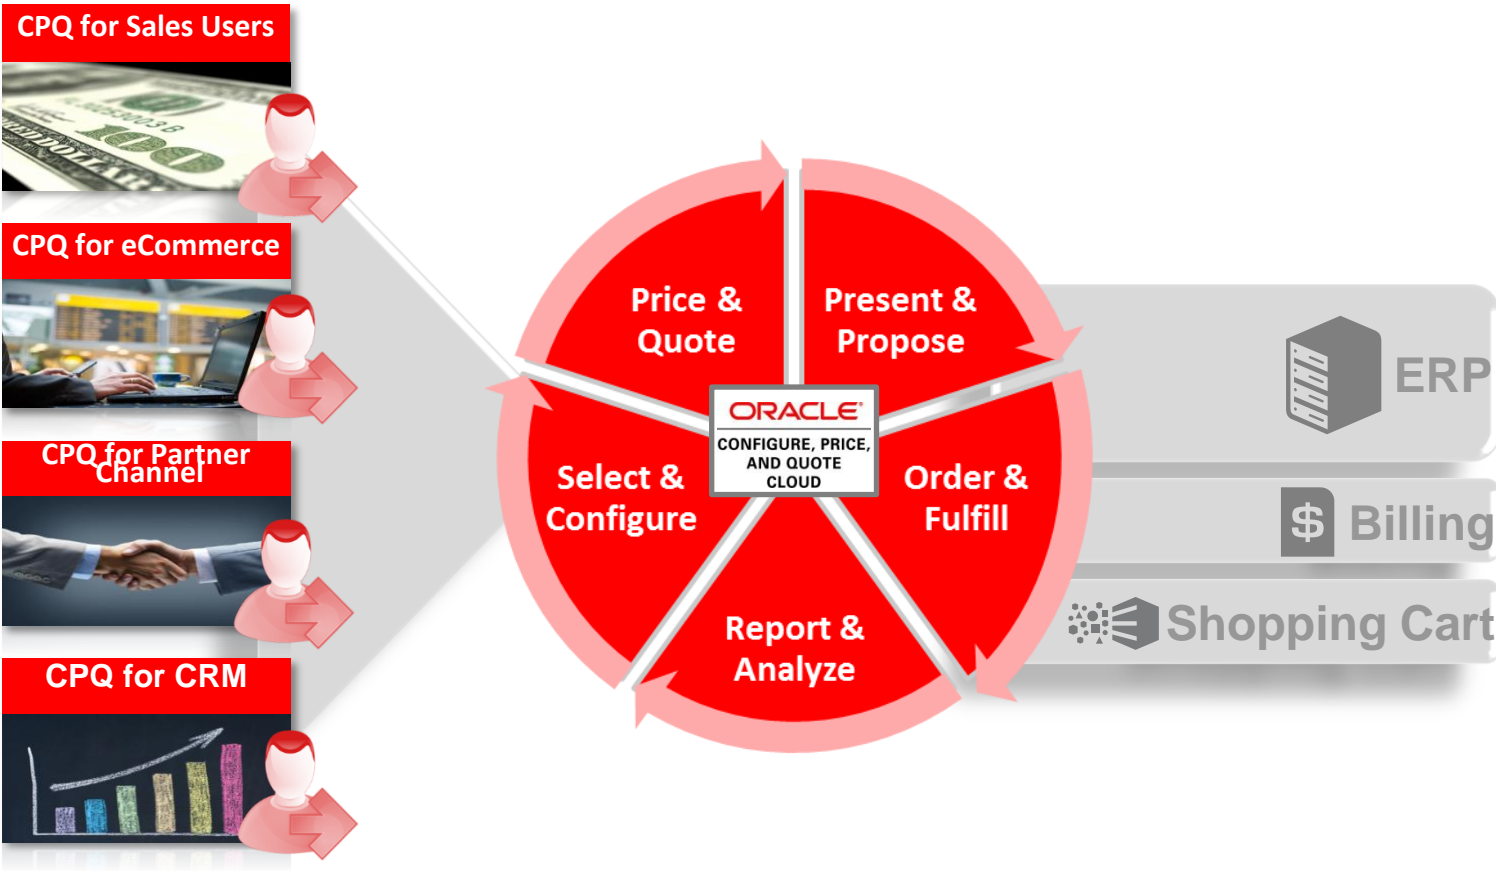 CPQ for Sales Users
100
CPQ for eCommerce
CPQ for Partner
Channel
CPQ for CRM
Price &
Quote
Present &
Propose
Select &
Configure
Order &
Fulfill
Report &
Analyze
ORACLE®
CONFIGURE, PRICE,
AND QUOTE
CLOUD
ERP
$ Billing
Shopping Cart